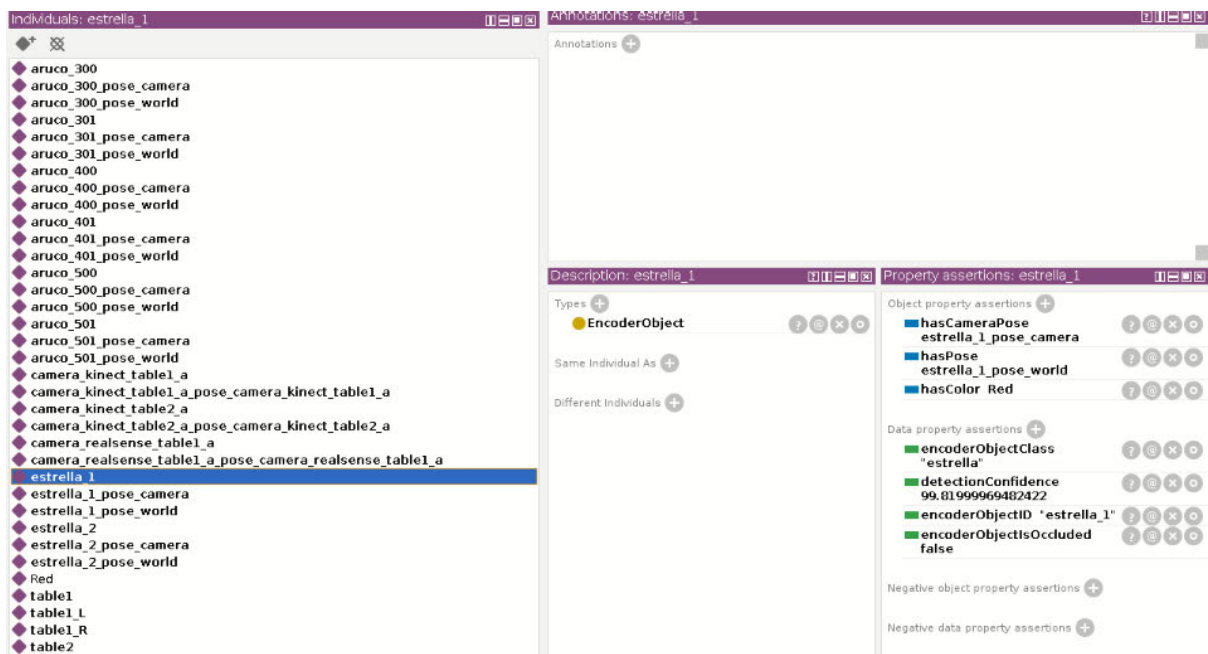 Individuals: estrella_1
aruco_300
aruco_300_pose_camera
aruco_300_pose_world
aruco_301
aruco_301_pose_camera
aruco_301_pose_world
aruco_400
aruco_400_pose_camera
aruco_400_pose_world
aruco_401
aruco_401_pose_camera
aruco_401_pose_world
aruco_500
aruco_500_pose_camera
aruco_500_pose_world
aruco_501
aruco_501_pose_camera
aruco_501_pose_world
camera_kinect_table1_a
camera_kinect_table1_a_pose_camera_kinect_table1_a
camera_kinect_table2_a
camera_kinect_table2_a_pose_camera_kinect_table2_a
camera_realsense_table1_a
camera_realsense_table1_a_pose_camera_realsense_table1_a
estrella_1
estrella_1_pose_camera
estrella_1_pose_world
estrella_2
estrella_2_pose_camera
estrella_2_pose_world
Red
table1
table1_L
table1_R
table2
Annotations: estrella_1
Annotations
Description: estrella_1
Types
EncoderObject
Same Individual As
Different Individuals
Property assertions: estrella_1
Object property assertions
hasCameraPose
estrella_1_pose_camera
hasPose
estrella_1_pose_world
hasColor Red
Data property assertions
encoderObjectClass
"estrella"
detectionConfidence
99.81999969482422
encoderObjectID "estrella_1"
encoderObjectIsOccluded
false
Negative object property assertions
Negative data property assertions